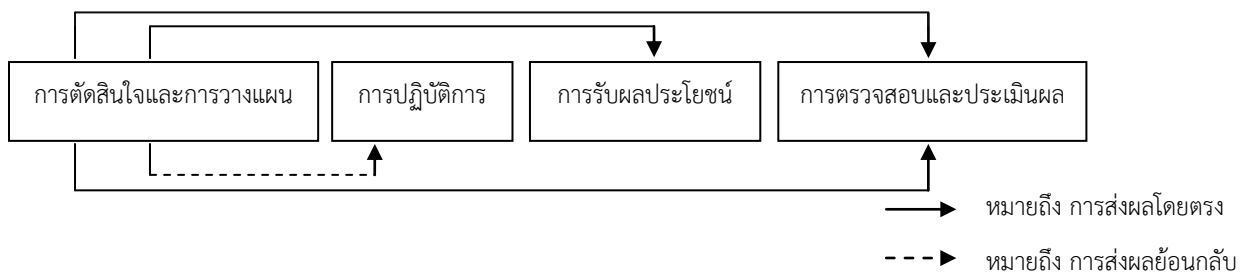 การตัดสินใจและการวางแผน การปฏิบัติการ การรับผลประโยชน์ การตรวจสอบและประเมินผล
หมายถึง การส่งผลโดยตรง
หมายถึง การส่งผลย้อนกลับ